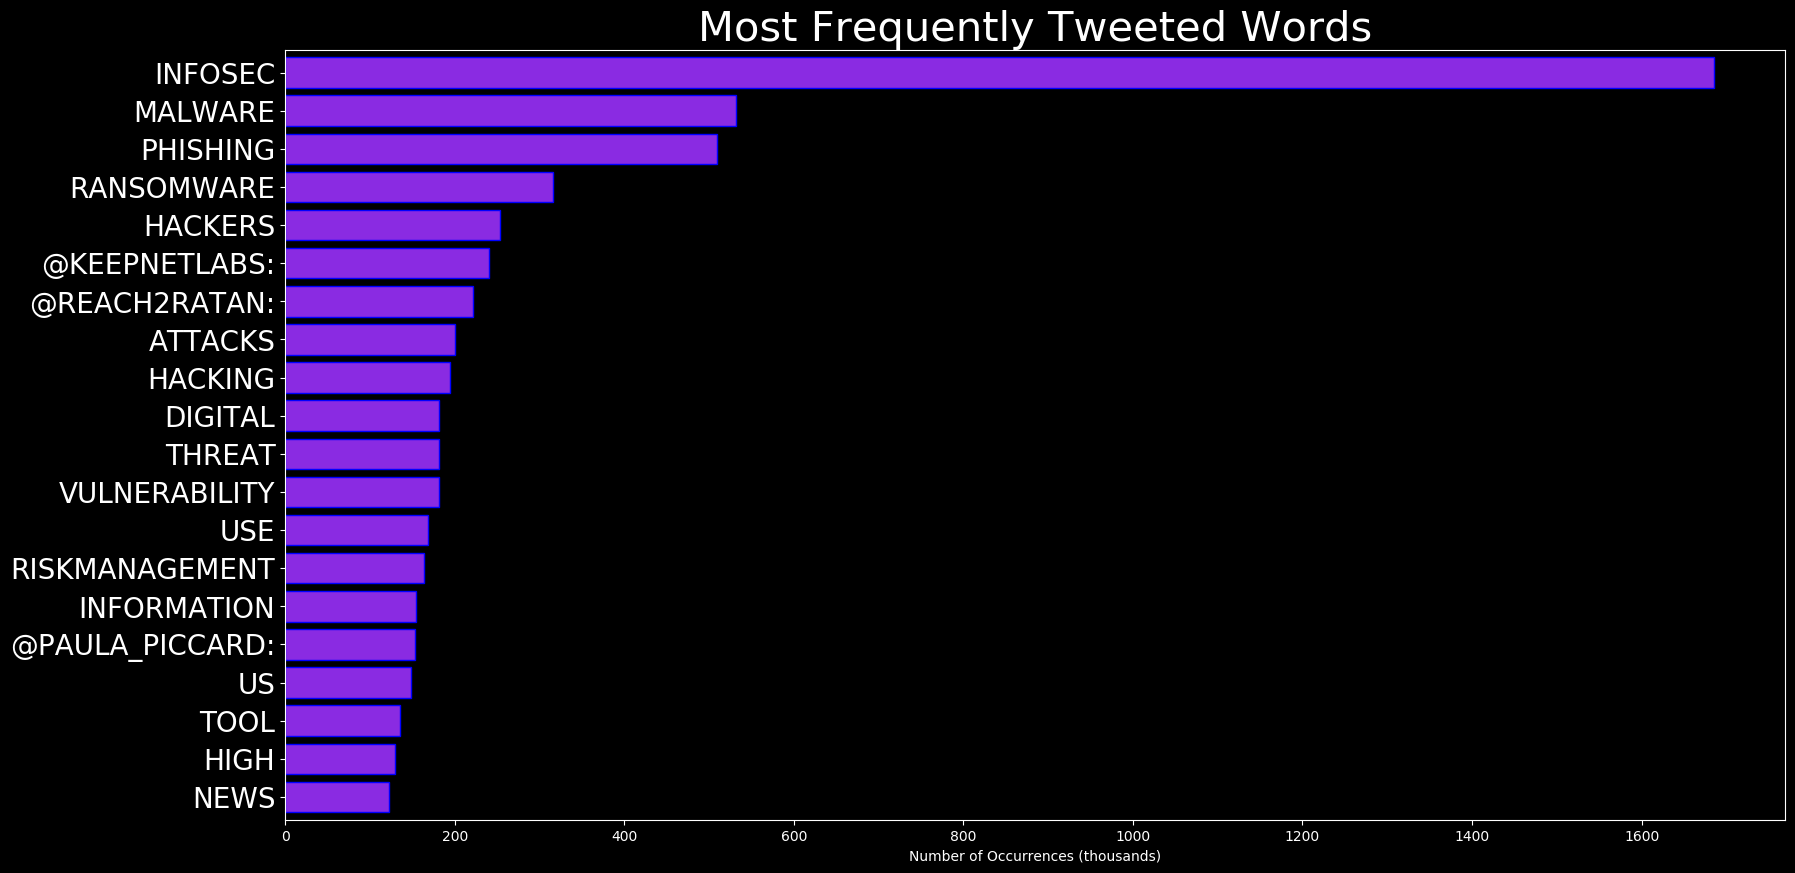 Most Frequently Tweeted Words
INFOSEC
MALWARE
PHISHING
RANSOMWARE
HACKERS
@KEEPNETLABS:
@REACH2RATAN:
ATTACKS
HACKING
DIGITAL
THREAT
VULNERABILITY
USE
RISKMANAGEMENT
INFORMATION
@PAULA_PICCARD:
US
TOOL
HIGH
NEWS
0 200 400 600 800 1000 1200 1400 1600
Number of Occurrences (thousands)